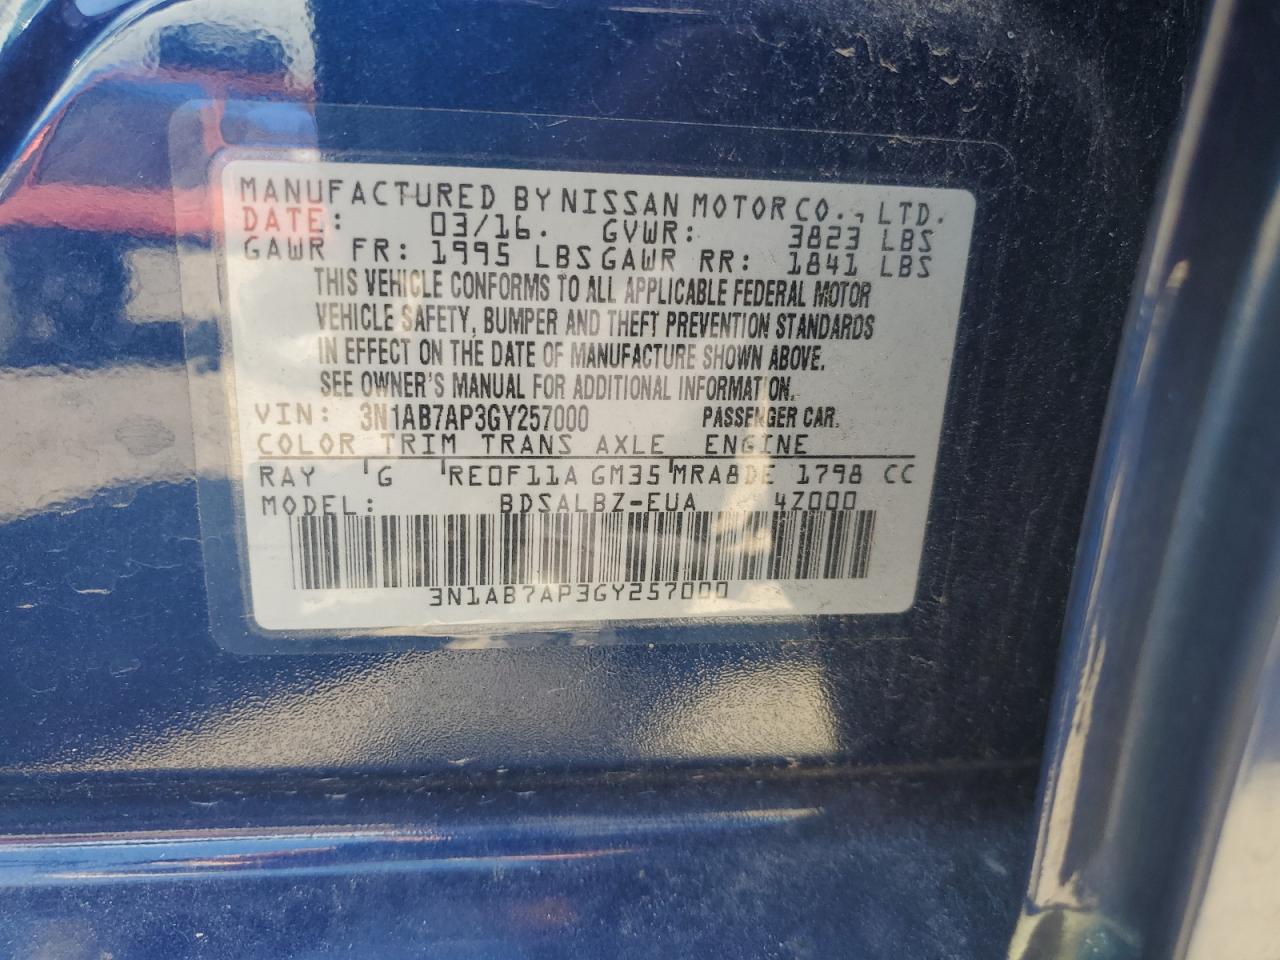 MANUFACTURED BY NISSAN MOTOR CO., LTD.
DATE: 03/16. GVWR: 3823 LBS
GAWR FR: 1995 LBS GAWR RR: 1841 LBS
THIS VEHICLE CONFORMS TO ALL APPLICABLE FEDERAL MOTOR
VEHICLE SAFETY, BUMPER AND THEFT PREVENTION STANDARDS
IN EFFECT ON THE DATE OF MANUFACTURE SHOWN ABOVE.
SEE OWNER'S MANUAL FOR ADDITIONAL INFORMATION.
VIN: 3N1AB7AP3GY257000 PASSENGER CAR.
COLOR TRIM TRANS AXLE ENGINE
RAY G RE0F11A GM35 MRA8DE 1798 CC
MODEL: BDSALBZ-EUA 4Z000
3N1AB7AP3GY257000